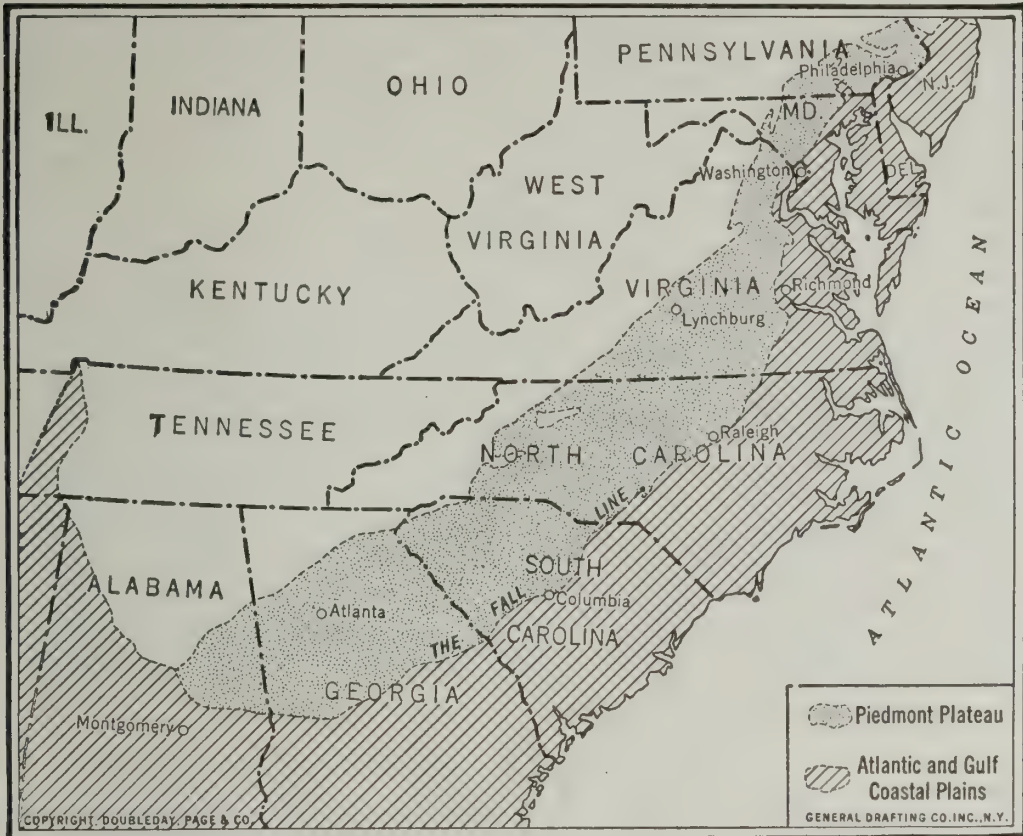 PENNSYLVANIA
Philadelphia
N.J.
OHIO
INDIANA
ILL.
MD.
Washington
DEL.
WEST
VIRGINIA
KENTUCKY
VIRGINIA
Richmond
Lynchburg
ATLANTIC OCEAN
TENNESSEE
NORTH CAROLINA
Raleigh
THE FALL LINE
SOUTH
CAROLINA
Columbia
ALABAMA
Atlanta
GEORGIA
Montgomery
Piedmont Plateau
Atlantic and Gulf
Coastal Plains
COPYRIGHT, DOUBLEDAY, PAGE & CO.
GENERAL DRAFTING CO.INC.,N.Y.